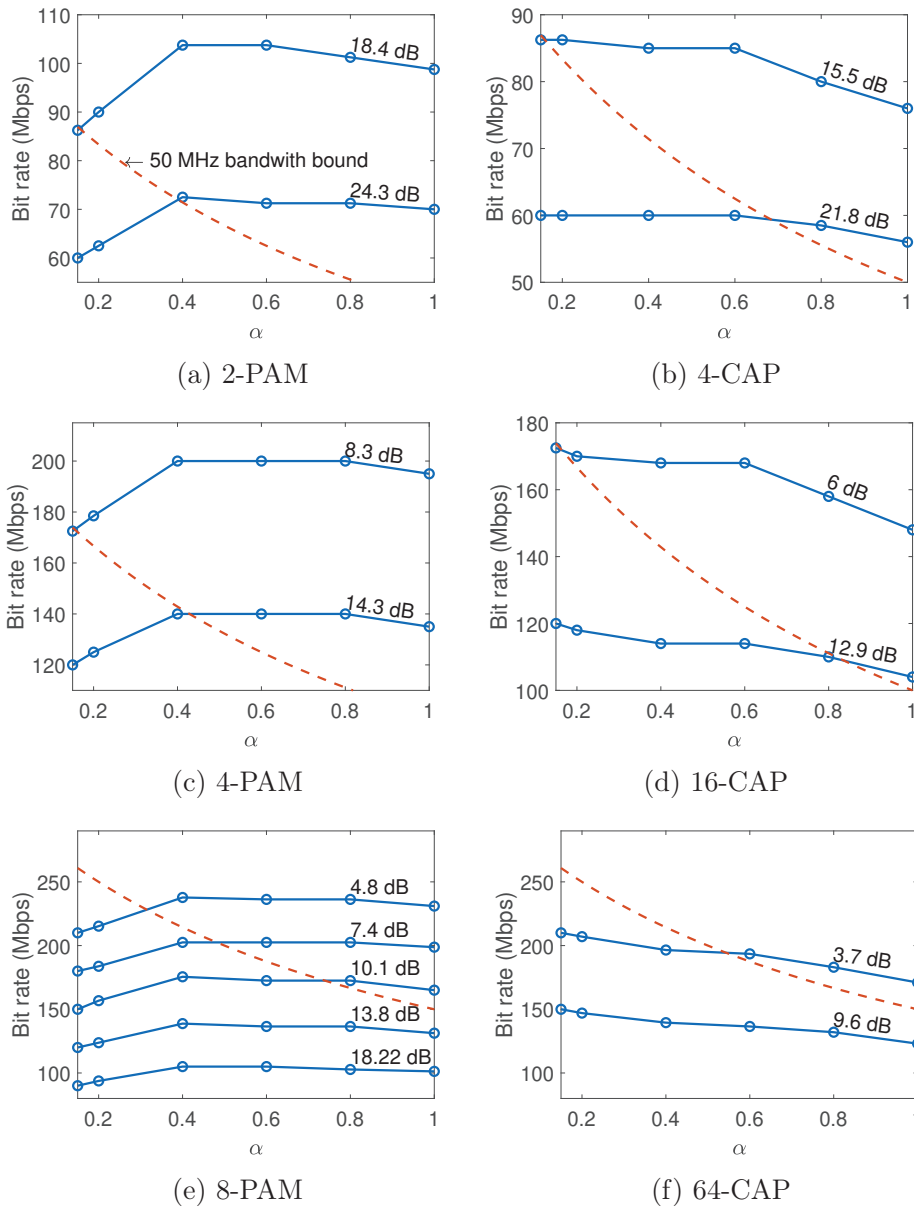 110
100
90
80
70
60
Bit rate (Mbps)
18.4 dB
← 50 MHz bandwith bound
24.3 dB
0.2 0.4 0.6 0.8 1
α
(a) 2-PAM
90
80
70
60
50
Bit rate (Mbps)
15.5 dB
21.8 dB
0.2 0.4 0.6 0.8 1
α
(b) 4-CAP
200
180
160
140
120
Bit rate (Mbps)
8.3 dB
14.3 dB
0.2 0.4 0.6 0.8 1
α
(c) 4-PAM
180
160
140
120
100
Bit rate (Mbps)
6 dB
12.9 dB
0.2 0.4 0.6 0.8 1
α
(d) 16-CAP
250
200
150
100
Bit rate (Mbps)
4.8 dB
7.4 dB
10.1 dB
13.8 dB
18.22 dB
0.2 0.4 0.6 0.8 1
α
(e) 8-PAM
250
200
150
100
Bit rate (Mbps)
3.7 dB
9.6 dB
0.2 0.4 0.6 0.8 1
α
(f) 64-CAP